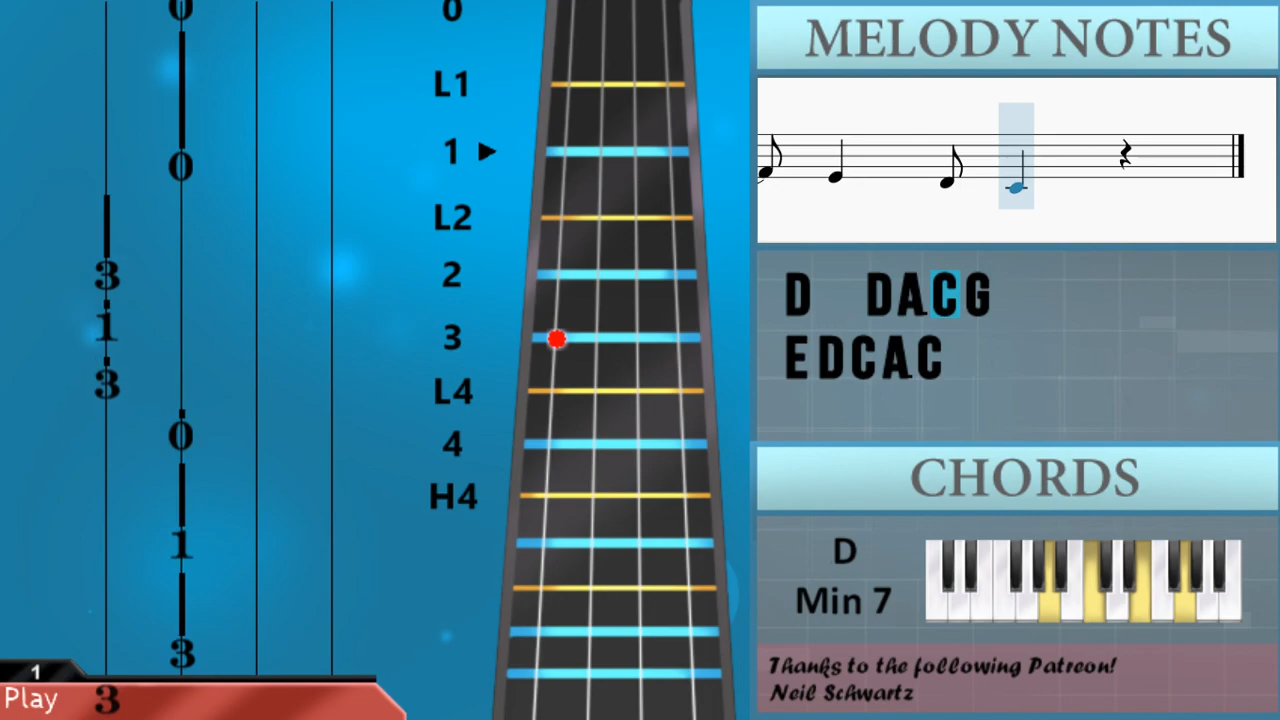 0
0
3
1
3
0
1
3
1
Play
3
0
L1
1 ►
L2
2
3
L4
4
H4
MELODY NOTES
D DACG
EDCAC
CHORDS
D
Min 7
Thanks to the following Patreon!
Neil Schwartz